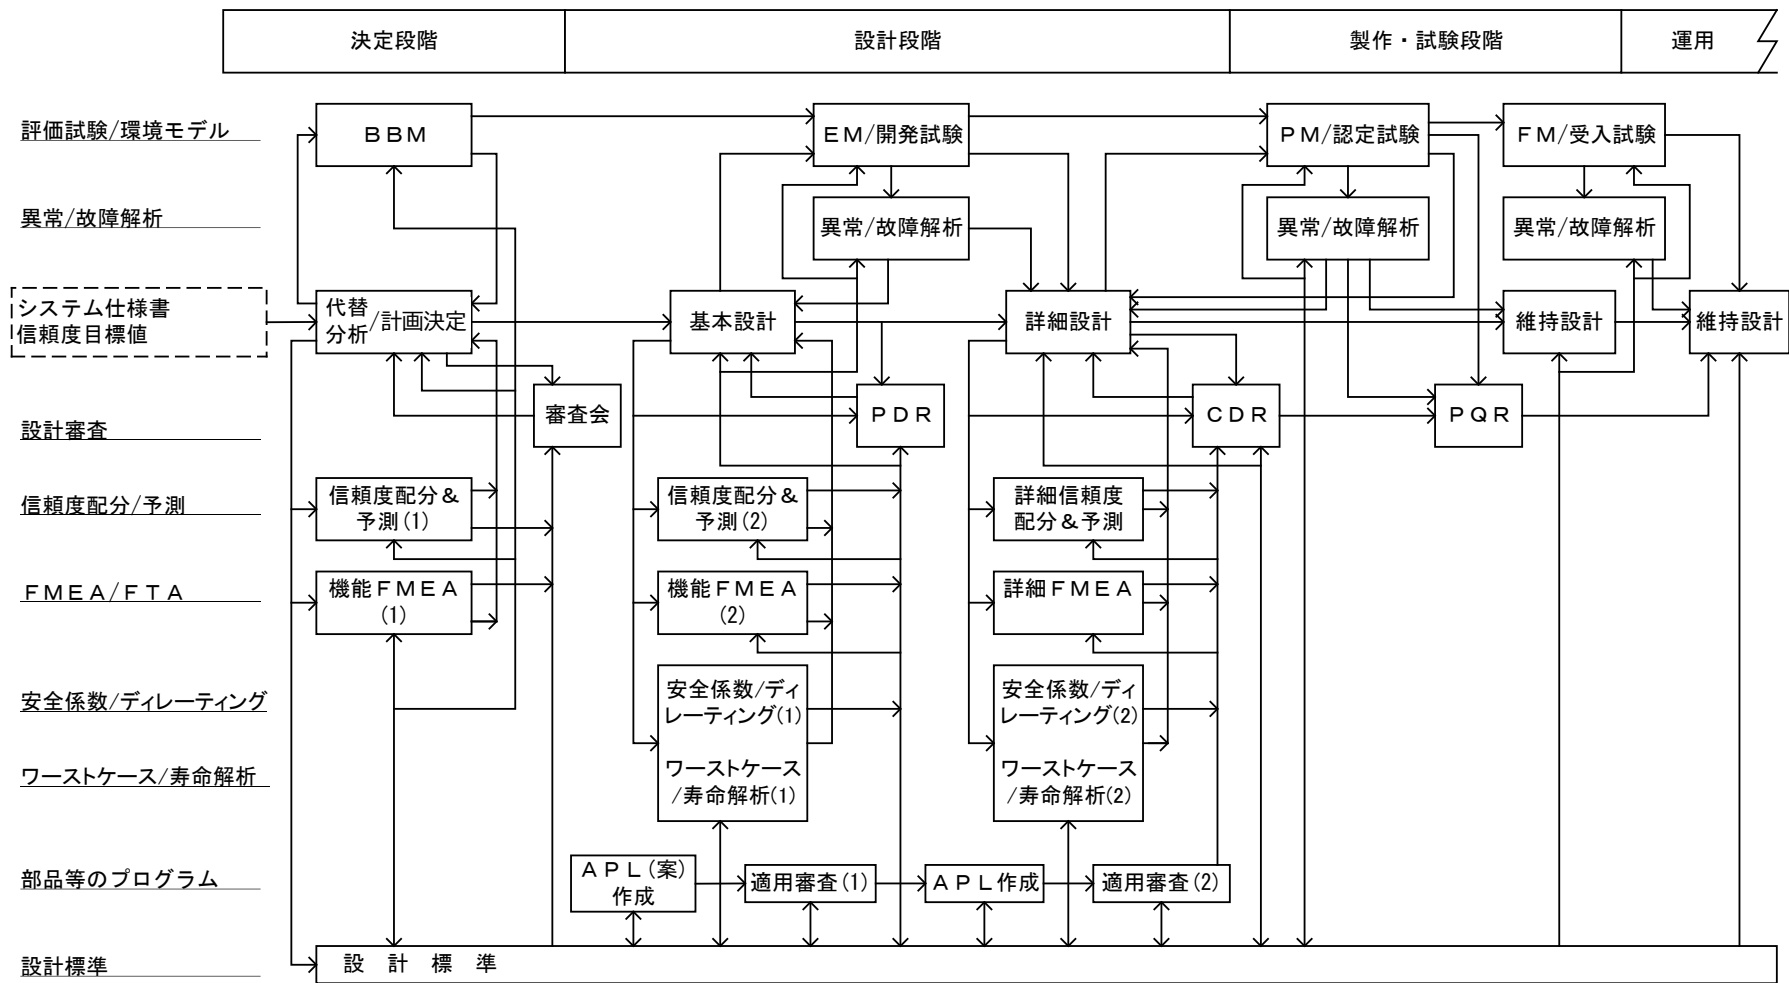 決定段階
設計段階
製作・試験段階
運用
評価試験/環境モデル
ＢＢＭ
ＥＭ/開発試験
ＰＭ/認定試験
ＦＭ/受入試験
異常/故障解析
異常/故障解析
異常/故障解析
異常/故障解析
システム仕様書
信頼度目標値
代替
分析/計画決定
基本設計
詳細設計
維持設計
維持設計
設計審査
審査会
ＰＤＲ
ＣＤＲ
ＰＱＲ
信頼度配分/予測
信頼度配分＆
予測(1)
信頼度配分＆
予測(2)
詳細信頼度
配分＆予測
ＦＭＥＡ/ＦＴＡ
機能ＦＭＥＡ
(1)
機能ＦＭＥＡ
(2)
詳細ＦＭＥＡ
安全係数/ディレーティング
安全係数/ディ
レーティング(1)
安全係数/ディ
レーティング(2)
ワーストケース/寿命解析
ワーストケース
/寿命解析(1)
ワーストケース
/寿命解析(2)
部品等のプログラム
ＡＰＬ(案)
作成
適用審査(1)
ＡＰＬ作成
適用審査(2)
設計標準
設 計 標 準